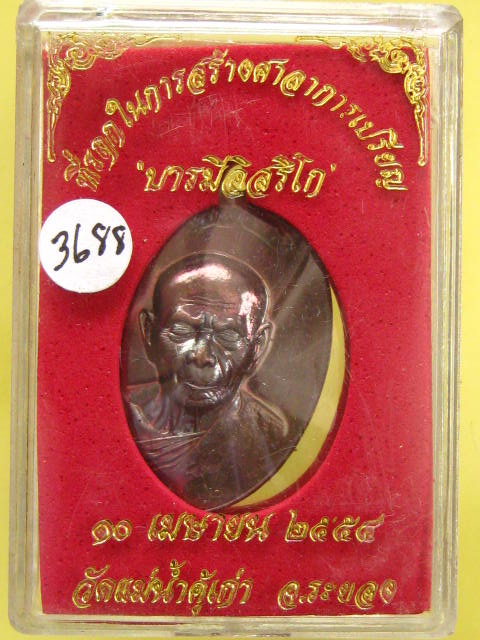 ที่รฤกในการสร้างศาลาการเปรียญ
'บารมีอิสริโก'
3688
๑๐ เมษายน ๒๕๕๔
วัดแม่น้ำคู้เก่า จ.ระยอง